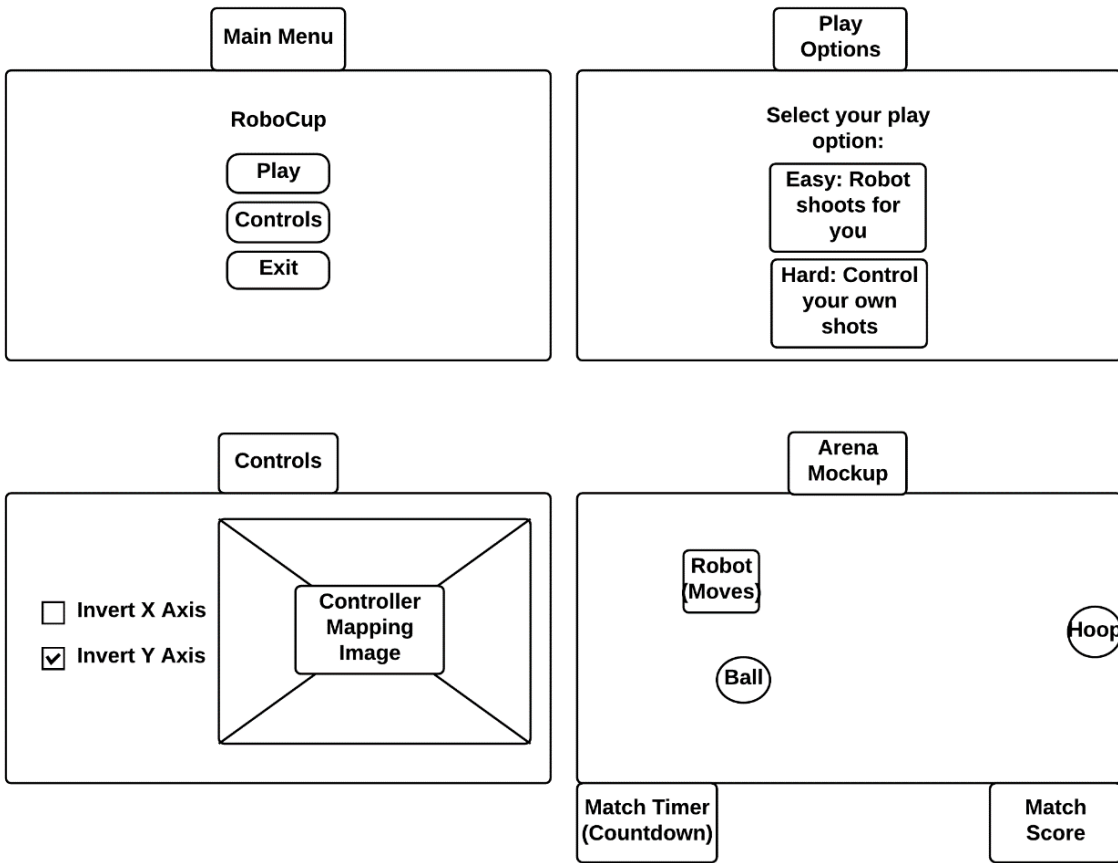 Main Menu
RoboCup
Play
Controls
Exit
Play
Options
Select your play
option:
Easy: Robot
shoots for
you
Hard: Control
your own
shots
Controls
Invert X Axis
Invert Y Axis
Controller
Mapping
Image
Arena
Mockup
Robot
(Moves)
Ball
Hoop
Match Timer
(Countdown)
Match
Score